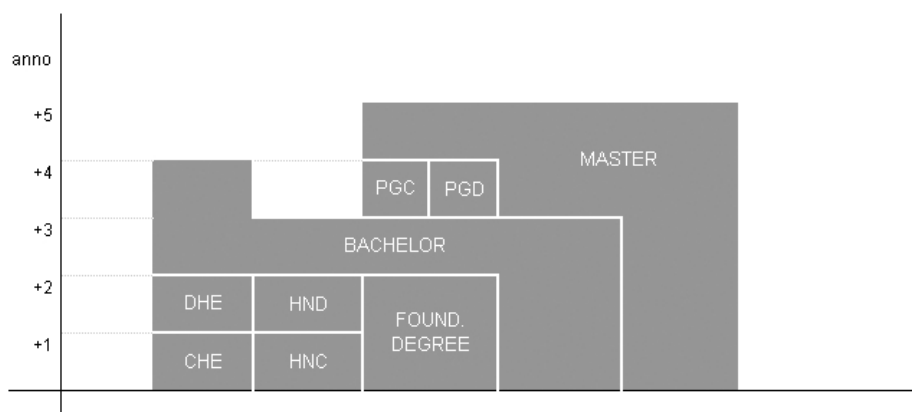 anno
+5
+4
+3
+2
+1
MASTER
PGC
PGD
BACHELOR
DHE
HND
FOUND.
DEGREE
CHE
HNC